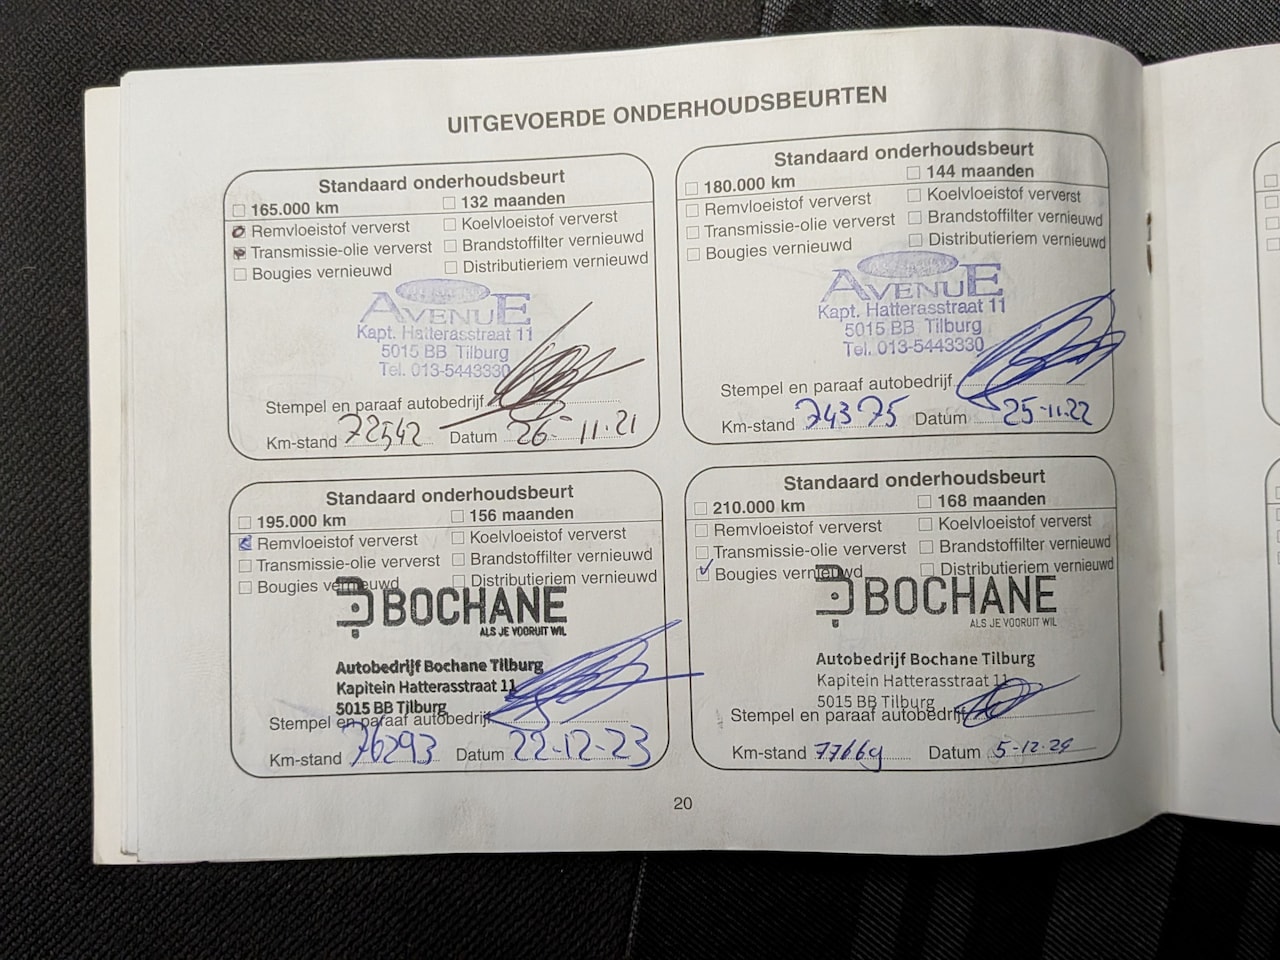 UITGEVOERDE ONDERHOUDSBEURTEN
Standaard onderhoudsbeurt
165.000 km 132 maanden
Remvloeistof ververst Koelvloeistof ververst
Transmissie-olie ververst Brandstoffilter vernieuwd
Bougies vernieuwd Distributieriem vernieuwd
AVENUE
Kapt. Hatterasstraat 11
5015 BB Tilburg
Tel. 013-5443330
Stempel en paraaf autobedrijf
Km-stand 72542 Datum 26-11-21
Standaard onderhoudsbeurt
180.000 km 144 maanden
Remvloeistof ververst Koelvloeistof ververst
Transmissie-olie ververst Brandstoffilter vernieuwd
Bougies vernieuwd Distributieriem vernieuwd
AVENUE
Kapt. Hatterasstraat 11
5015 BB Tilburg
Tel. 013-5443330
Stempel en paraaf autobedrijf
Km-stand 74375 Datum 25-11-22
Standaard onderhoudsbeurt
195.000 km 156 maanden
Remvloeistof ververst Koelvloeistof ververst
Transmissie-olie ververst Brandstoffilter vernieuwd
Bougies vernieuwd Distributieriem vernieuwd
BOCHANE
ALS JE VOORUIT WIL
Autobedrijf Bochane Tilburg
Kapitein Hatterasstraat 11
5015 BB Tilburg
Stempel en paraaf autobedrijf
Km-stand 76293 Datum 22-12-23
Standaard onderhoudsbeurt
210.000 km 168 maanden
Remvloeistof ververst Koelvloeistof ververst
Transmissie-olie ververst Brandstoffilter vernieuwd
Bougies vernieuwd Distributieriem vernieuwd
BOCHANE
ALS JE VOORUIT WIL
Autobedrijf Bochane Tilburg
Kapitein Hatterasstraat 11
5015 BB Tilburg
Stempel en paraaf autobedrijf
Km-stand Datum
20